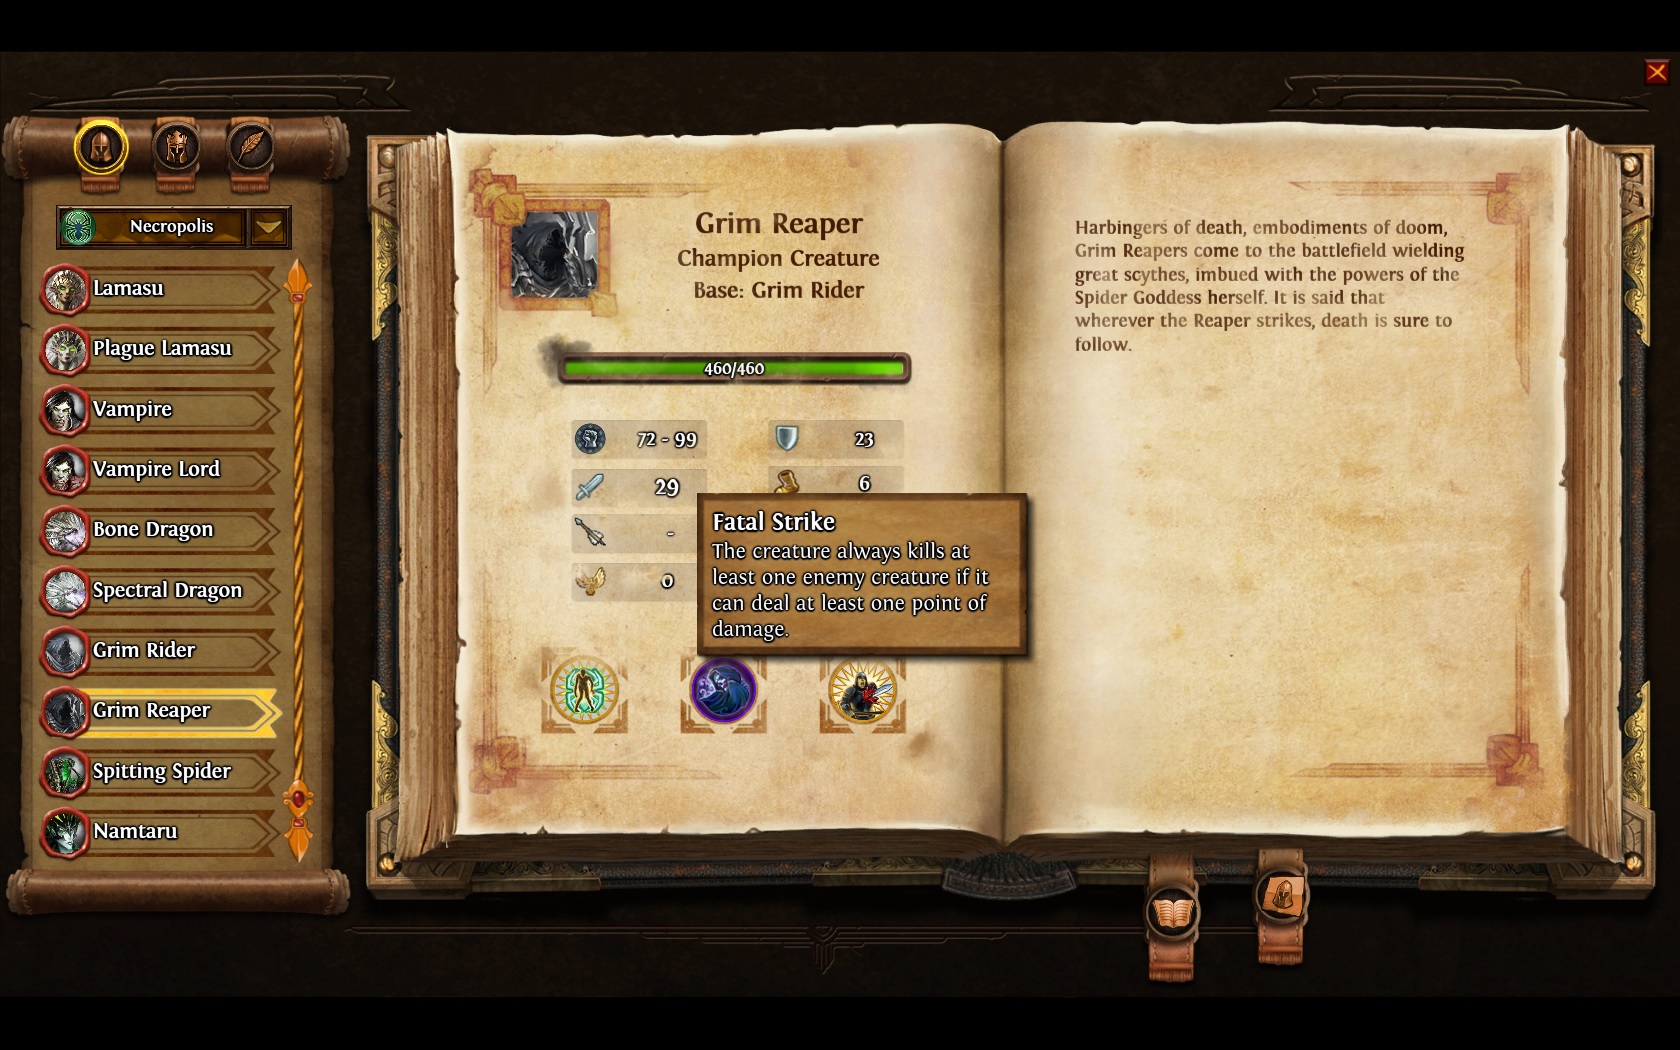 Necropolis
Lamasu
Plague Lamasu
Vampire
Vampire Lord
Bone Dragon
Spectral Dragon
Grim Rider
Grim Reaper
Spitting Spider
Namtaru
Grim Reaper
Champion Creature
Base: Grim Rider
460/460
72 - 99
23
29
6
-
0
Fatal Strike
The creature always kills at
least one enemy creature if it
can deal at least one point of
damage.
Harbingers of death, embodiments of doom,
Grim Reapers come to the battlefield wielding
great scythes, imbued with the powers of the
Spider Goddess herself. It is said that
wherever the Reaper strikes, death is sure to
follow.